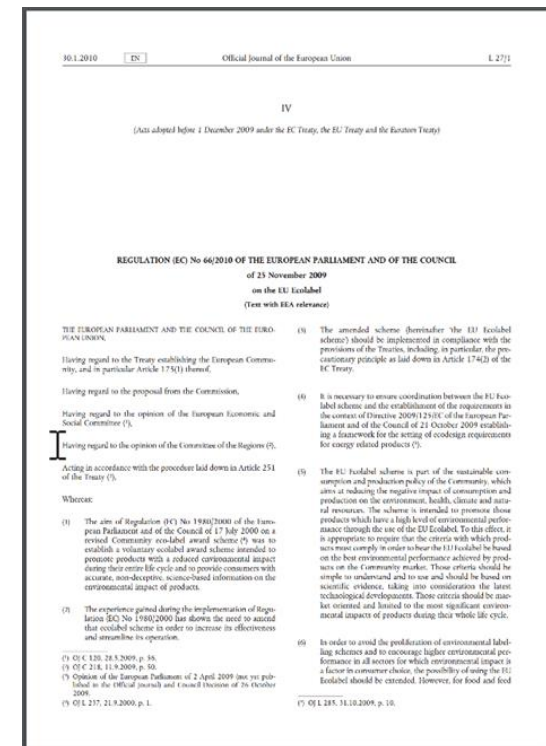 30.1.2010
EN
Official Journal of the European Union
L 27/1
IV
(Acts adopted before 1 December 2009 under the EC Treaty, the EU Treaty and the Euratom Treaty)
REGULATION (EC) No 66/2010 OF THE EUROPEAN PARLIAMENT AND OF THE COUNCIL
of 25 November 2009
on the EU Ecolabel
(Text with EEA relevance)
THE EUROPEAN PARLIAMENT AND THE COUNCIL OF THE EURO-
PEAN UNION,
Having regard to the Treaty establishing the European Commu-
nity, and in particular Article 175(1) thereof,
Having regard to the proposal from the Commission,
Having regard to the opinion of the European Economic and
Social Committee (1),
Having regard to the opinion of the Committee of the Regions (2),
Acting in accordance with the procedure laid down in Article 251
of the Treaty (3),
Whereas:
(1) The aim of Regulation (EC) No 1980/2000 of the Euro-
pean Parliament and of the Council of 17 July 2000 on a
revised Community eco-label award scheme (4) was to
establish a voluntary ecolabel award scheme intended to
promote products with a reduced environmental impact
during their entire life cycle and to provide consumers with
accurate, non-deceptive, science-based information on the
environmental impact of products.
(2) The experience gained during the implementation of Regu-
lation (EC) No 1980/2000 has shown the need to amend
that ecolabel scheme in order to increase its effectiveness
and streamline its operation.
(1) OJ C 120, 28.5.2009, p. 56.
(2) OJ C 218, 11.9.2009, p. 50.
(3) Opinion of the European Parliament of 2 April 2009 (not yet pub-
lished in the Official Journal) and Council Decision of 26 October
2009.
(4) OJ L 237, 21.9.2000, p. 1.
(3) The amended scheme (hereinafter 'the EU Ecolabel
scheme') should be implemented in compliance with the
provisions of the Treaties, including, in particular, the pre-
cautionary principle as laid down in Article 174(2) of the
EC Treaty.
(4) It is necessary to ensure coordination between the EU Eco-
label scheme and the establishment of the requirements in
the context of Directive 2009/125/EC of the European Par-
liament and of the Council of 21 October 2009 establish-
ing a framework for the setting of ecodesign requirements
for energy related products (5).
(5) The EU Ecolabel scheme is part of the sustainable con-
sumption and production policy of the Community, which
aims at reducing the negative impact of consumption and
production on the environment, health, climate and natu-
ral resources. The scheme is intended to promote those
products which have a high level of environmental perfor-
mance through the use of the EU Ecolabel. To this effect, it
is appropriate to require that the criteria with which prod-
ucts must comply in order to bear the EU Ecolabel be based
on the best environmental performance achieved by prod-
ucts on the Community market. Those criteria should be
simple to understand and to use and should be based on
scientific evidence, taking into consideration the latest
technological developments. Those criteria should be mar-
ket oriented and limited to the most significant environ-
mental impacts of products during their whole life cycle.
(6) In order to avoid the proliferation of environmental label-
ling schemes and to encourage higher environmental per-
formance in all sectors for which environmental impact is
a factor in consumer choice, the possibility of using the EU
Ecolabel should be extended. However, for food and feed
(5) OJ L 285, 31.10.2009, p. 10.